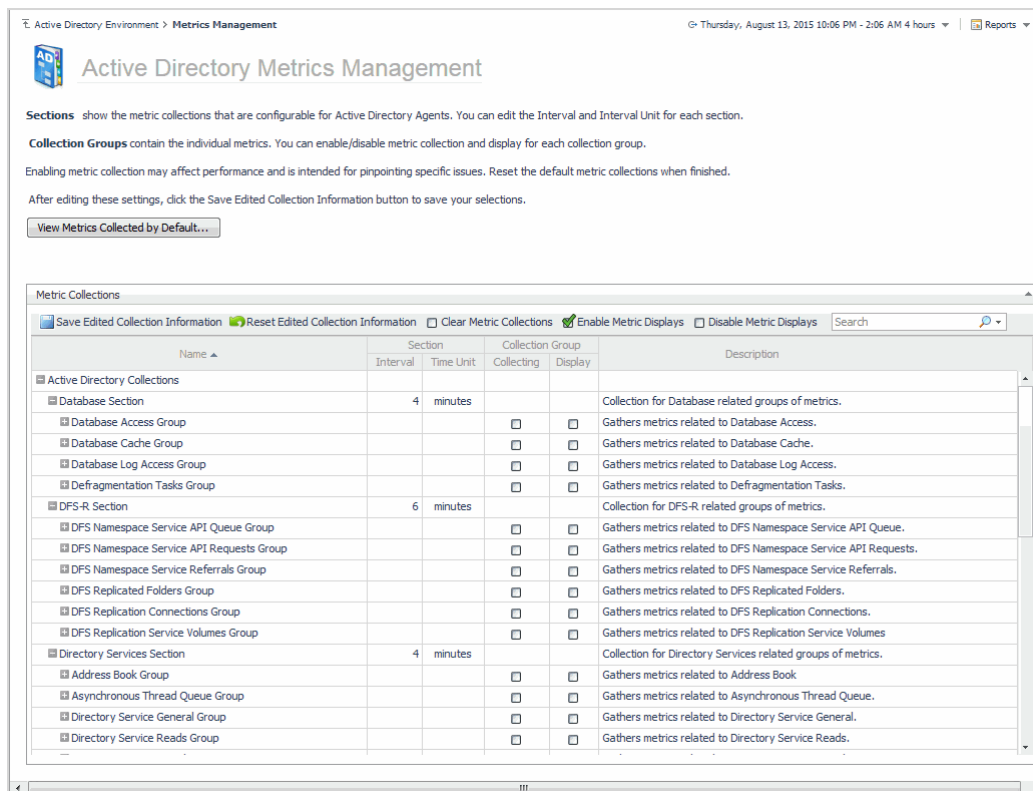 Active Directory Environment > Metrics Management Thursday, August 13, 2015 10:06 PM - 2:06 AM 4 hours Reports
AD
Active Directory Metrics Management
Sections show the metric collections that are configurable for Active Directory Agents. You can edit the Interval and Interval Unit for each section.
Collection Groups contain the individual metrics. You can enable/disable metric collection and display for each collection group.
Enabling metric collection may affect performance and is intended for pinpointing specific issues. Reset the default metric collections when finished.
After editing these settings, click the Save Edited Collection Information button to save your selections.
View Metrics Collected by Default...
Metric Collections
Save Edited Collection Information Reset Edited Collection Information Clear Metric Collections Enable Metric Displays Disable Metric Displays Search
Name Section Collection Group Description
Interval Time Unit Collecting Display
Active Directory Collections
Database Section 4 minutes Collection for Database related groups of metrics.
Database Access Group Gathers metrics related to Database Access.
Database Cache Group Gathers metrics related to Database Cache.
Database Log Access Group Gathers metrics related to Database Log Access.
Defragmentation Tasks Group Gathers metrics related to Defragmentation Tasks.
DFS-R Section 6 minutes Collection for DFS-R related groups of metrics.
DFS Namespace Service API Queue Group Gathers metrics related to DFS Namespace Service API Queue.
DFS Namespace Service API Requests Group Gathers metrics related to DFS Namespace Service API Requests.
DFS Namespace Service Referrals Group Gathers metrics related to DFS Namespace Service Referrals.
DFS Replicated Folders Group Gathers metrics related to DFS Replicated Folders.
DFS Replication Connections Group Gathers metrics related to DFS Replication Connections.
DFS Replication Service Volumes Group Gathers metrics related to DFS Replication Service Volumes
Directory Services Section 4 minutes Collection for Directory Services related groups of metrics.
Address Book Group Gathers metrics related to Address Book
Asynchronous Thread Queue Group Gathers metrics related to Asynchronous Thread Queue.
Directory Service General Group Gathers metrics related to Directory Service General.
Directory Service Reads Group Gathers metrics related to Directory Service Reads.